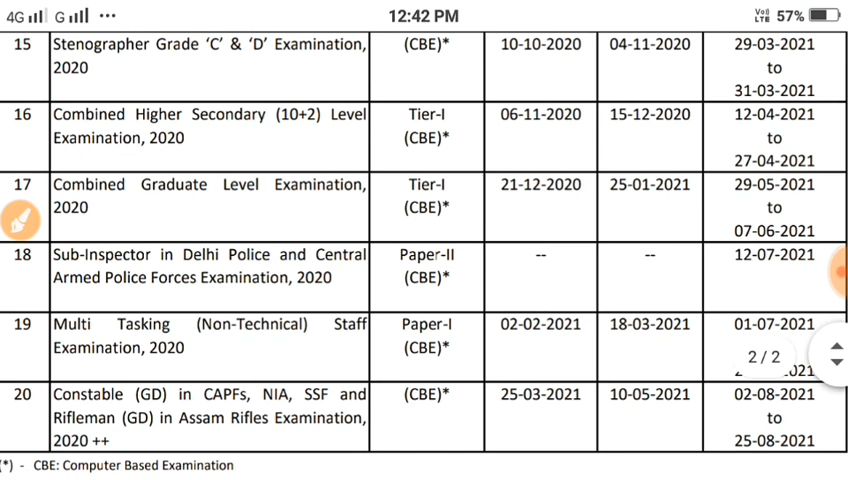 4G G ••• 12:42 PM Vo)) LTE 57%
15 Stenographer Grade ‘C’ & ‘D’ Examination, (CBE)* 10-10-2020 04-11-2020 29-03-2021
2020 to
31-03-2021
16 Combined Higher Secondary (10+2) Level Tier-I 06-11-2020 15-12-2020 12-04-2021
Examination, 2020 (CBE)* to
27-04-2021
17 Combined Graduate Level Examination, Tier-I 21-12-2020 25-01-2021 29-05-2021
2020 (CBE)* to
07-06-2021
18 Sub-Inspector in Delhi Police and Central Paper-II -- -- 12-07-2021
Armed Police Forces Examination, 2020 (CBE)*
19 Multi Tasking (Non-Technical) Staff Paper-I 02-02-2021 18-03-2021 01-07-2021
Examination, 2020 (CBE)* 2/2
20 Constable (GD) in CAPFs, NIA, SSF and (CBE)* 25-03-2021 10-05-2021 02-08-2021
Rifleman (GD) in Assam Rifles Examination, to
2020 ++ 25-08-2021
(*) - CBE: Computer Based Examination